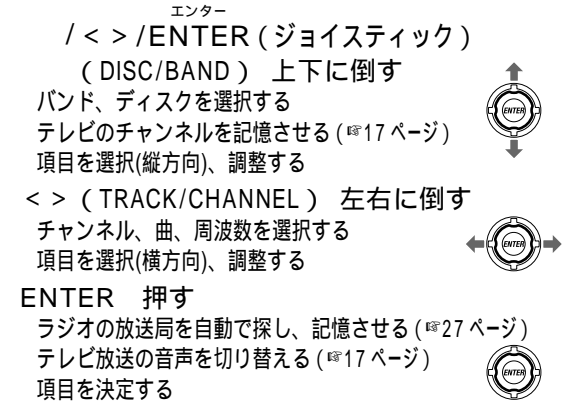 エンター
/ < > /ENTER ( ジョイスティック )
( DISC/BAND ) 上下に倒す
バンド、ディスクを選択する
テレビのチャンネルを記憶させる ( ☞17 ページ )
項目を選択(縦方向)、調整する
< > ( TRACK/CHANNEL ) 左右に倒す
チャンネル、曲、周波数を選択する
項目を選択(横方向)、調整する
ENTER 押す
ラジオの放送局を自動で探し、記憶させる ( ☞27 ページ )
テレビ放送の音声を切り替える ( ☞17 ページ )
項目を決定する
ENTER
ENTER
ENTER